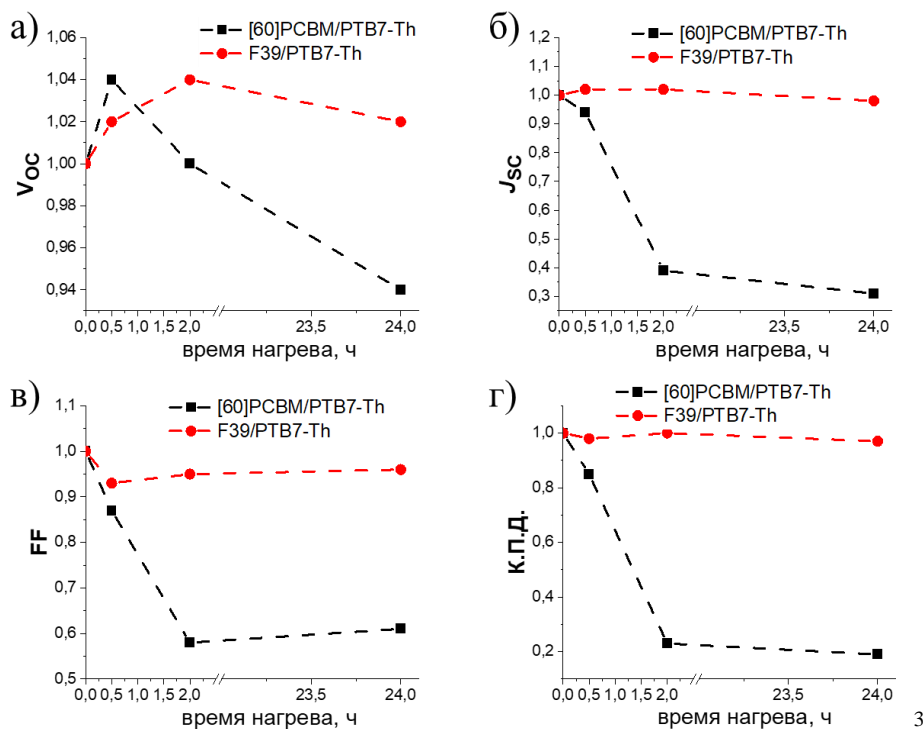 а)
1,06
1,04
1,02
1,00
0,98
0,96
0,94
V_OC
[60]PCBM/PTB7-Th
F39/PTB7-Th
0,0 0,5 1,0 1,5 2,0 23,5 24,0
время нагрева, ч
б)
1,2
1,1
1,0
0,9
0,8
0,7
0,6
0,5
0,4
0,3
J_SC
[60]PCBM/PTB7-Th
F39/PTB7-Th
0,0 0,5 1,0 1,5 2,0 23,5 24,0
время нагрева, ч
в)
1,1
1,0
0,9
0,8
0,7
0,6
0,5
FF
[60]PCBM/PTB7-Th
F39/PTB7-Th
0,0 0,5 1,0 1,5 2,0 23,5 24,0
время нагрева, ч
г)
1,0
0,8
0,6
0,4
0,2
К.П.Д.
[60]PCBM/PTB7-Th
F39/PTB7-Th
0,0 0,5 1,0 1,5 2,0 23,5 24,0
время нагрева, ч
3